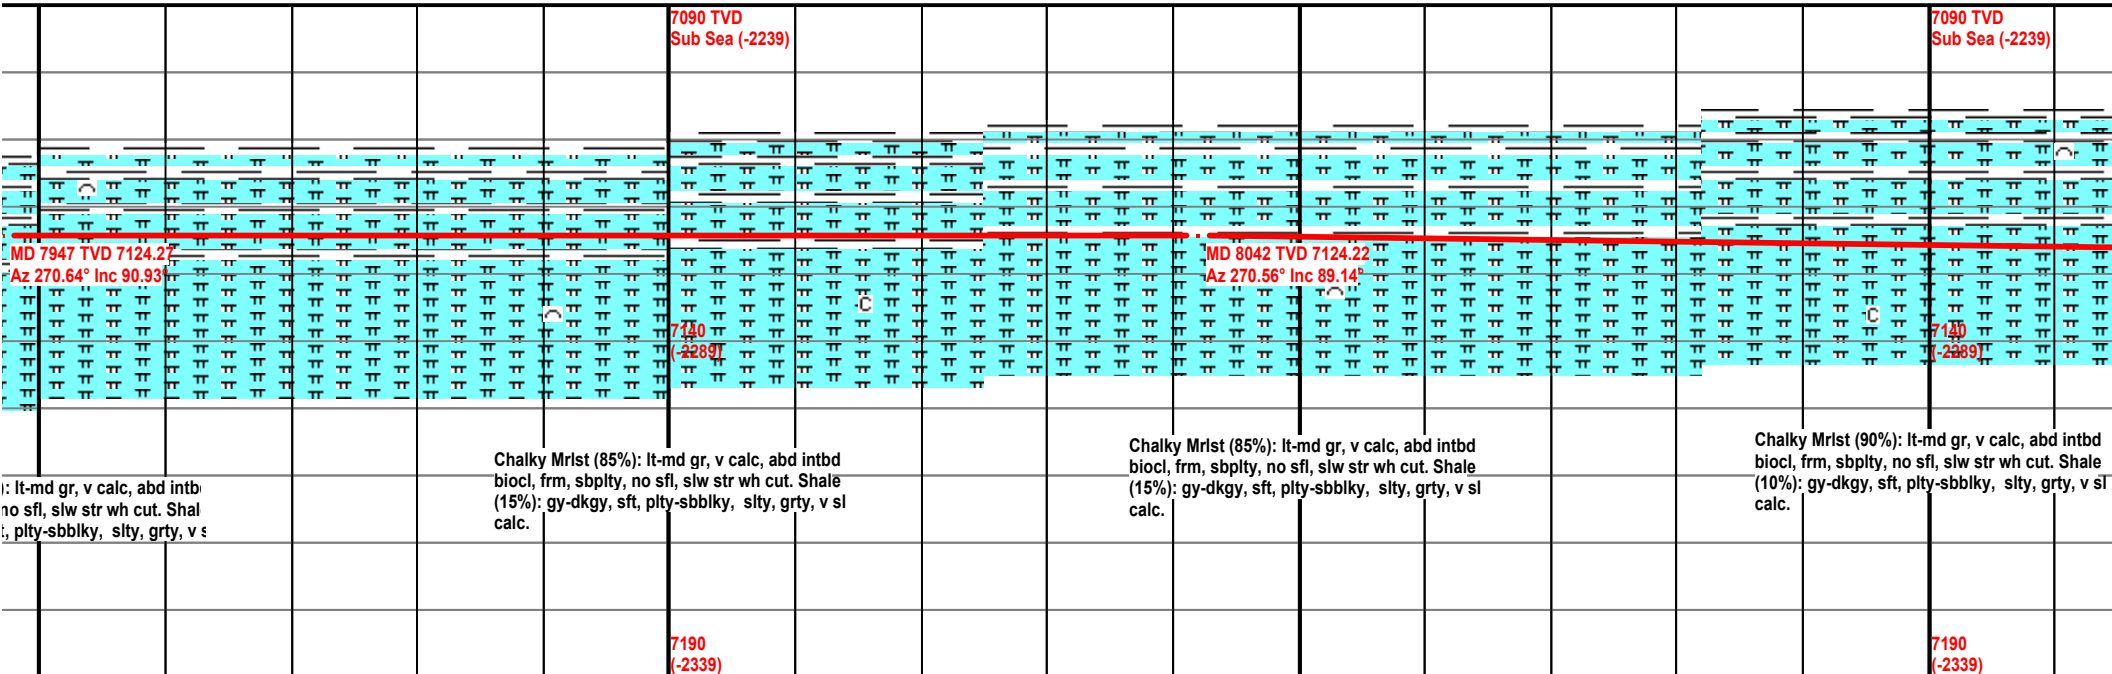 7090 TVD
Sub Sea (-2239)
7090 TVD
Sub Sea (-2239)
MD 7947 TVD 7124.27
Az 270.64° Inc 90.93°
MD 8042 TVD 7124.22
Az 270.56° Inc 89.14°
C
C
7140
(-2289)
7140
(-2289)
): lt-md gr, v calc, abd intb
no sfl, slw str wh cut. Shal
, plty-sbblky, slty, grty, v s
Chalky Mrlst (85%): lt-md gr, v calc, abd intbd
biocl, frm, sbplty, no sfl, slw str wh cut. Shale
(15%): gy-dkgy, sft, plty-sbblky, slty, grty, v sl
calc.
Chalky Mrlst (85%): lt-md gr, v calc, abd intbd
biocl, frm, sbplty, no sfl, slw str wh cut. Shale
(15%): gy-dkgy, sft, plty-sbblky, slty, grty, v sl
calc.
Chalky Mrlst (90%): lt-md gr, v calc, abd intbd
biocl, frm, sbplty, no sfl, slw str wh cut. Shale
(10%): gy-dkgy, sft, plty-sbblky, slty, grty, v sl
calc.
7190
(-2339)
7190
(-2339)